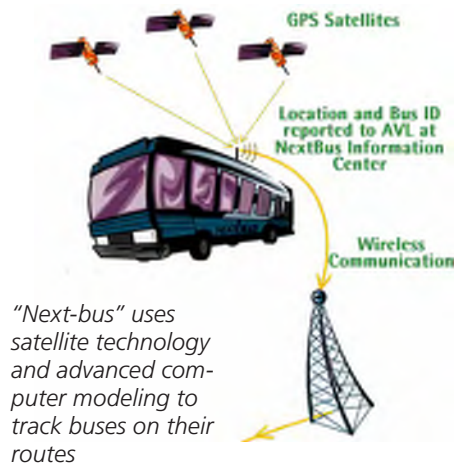 GPS Satellites
Location and Bus ID
reported to AVL at
NextBus Information
Center
Wireless
Communication
"Next-bus" uses
satellite technology
and advanced com-
puter modeling to
track buses on their
routes